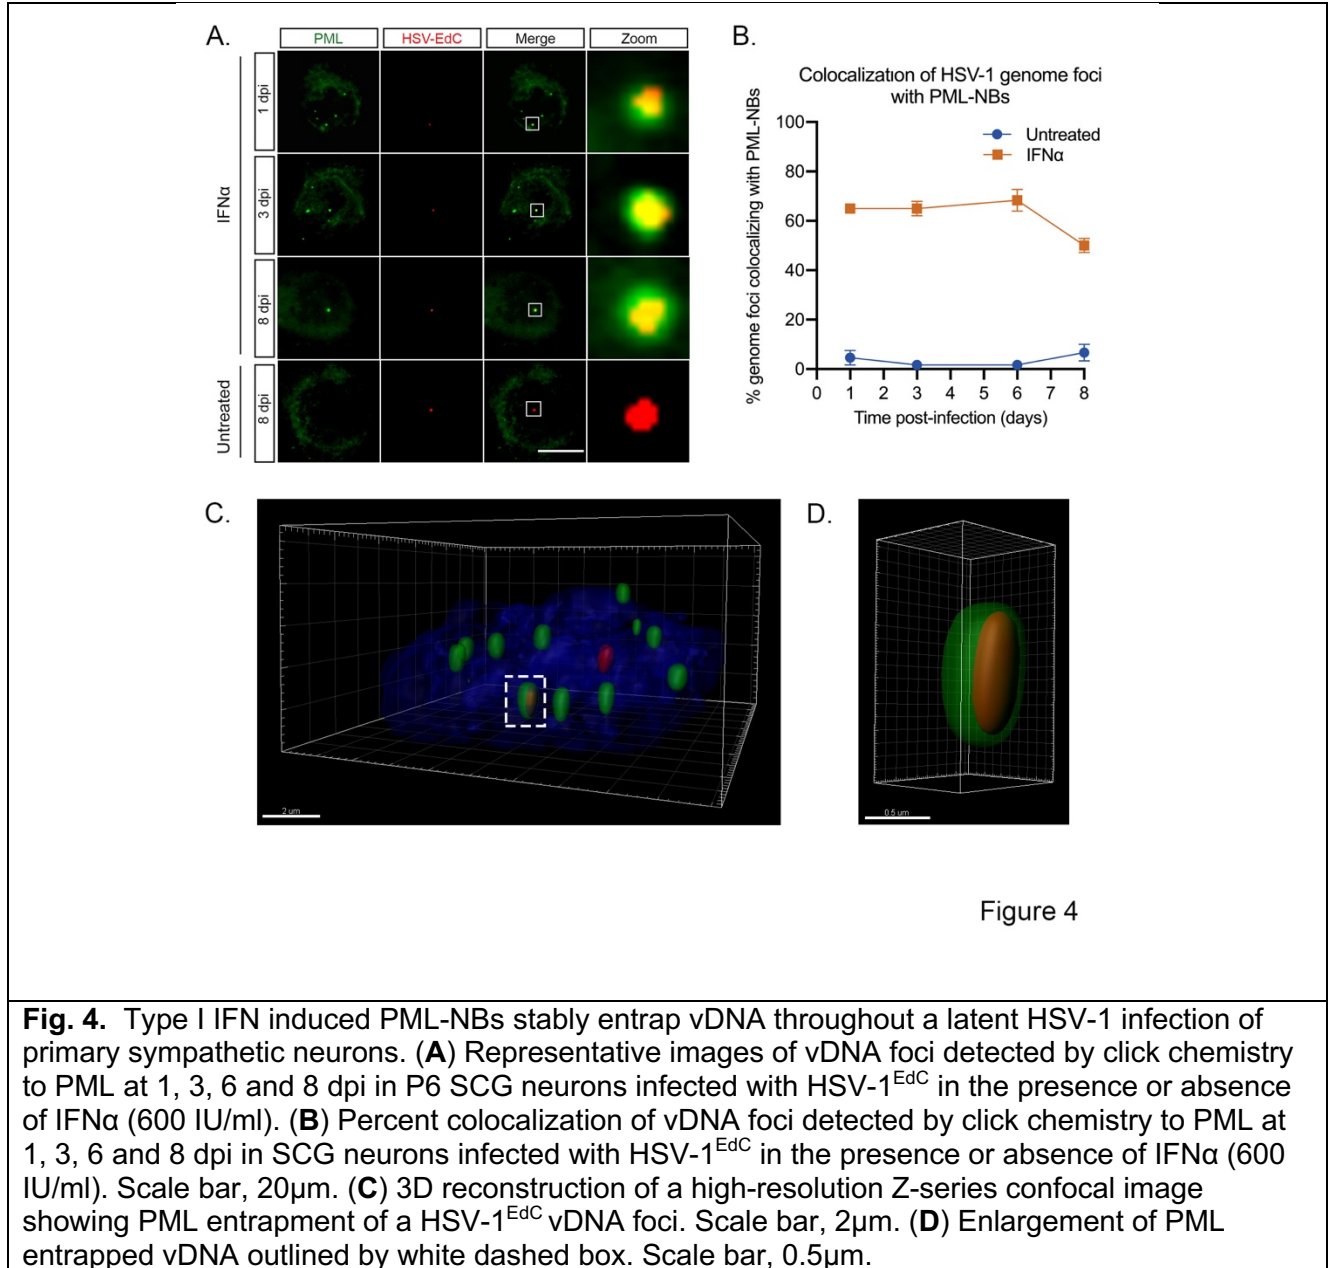 A.
PML
HSV-EdC
Merge
Zoom
IFNα
1 dpi
3 dpi
8 dpi
Untreated
8 dpi
B.
Colocalization of HSV-1 genome foci
with PML-NBs
% genome foci colocalizing with PML-NBs
100
80
60
40
20
0
Untreated
IFNα
0 1 2 3 4 5 6 7 8
Time post-infection (days)
C.
2 um
D.
0.5 um
Figure 4
Fig. 4. Type I IFN induced PML-NBs stably entrap vDNA throughout a latent HSV-1 infection of
primary sympathetic neurons. (A) Representative images of vDNA foci detected by click chemistry
to PML at 1, 3, 6 and 8 dpi in P6 SCG neurons infected with HSV-1EdC in the presence or absence
of IFNα (600 IU/ml). (B) Percent colocalization of vDNA foci detected by click chemistry to PML at
1, 3, 6 and 8 dpi in SCG neurons infected with HSV-1EdC in the presence or absence of IFNα (600
IU/ml). Scale bar, 20µm. (C) 3D reconstruction of a high-resolution Z-series confocal image
showing PML entrapment of a HSV-1EdC vDNA foci. Scale bar, 2µm. (D) Enlargement of PML
entrapped vDNA outlined by white dashed box. Scale bar, 0.5µm.